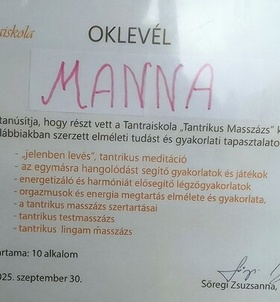 iskola OKLEVÉL
MANNA
tanúsítja, hogy részt vett a Tantraiskola „Tantrikus Masszázs” k
lábbiakban szerzett elméleti tudást és gyakorlati tapasztalato
- „jelenben levés”, tantrikus meditáció
- az egymásra hangolódást segítő gyakorlatok és játékok
- energetizáló és harmóniát elősegítő légzőgyakorlatok
- orgazmusok és energia megtartás elmélete és gyakorlata,
- a tantrikus masszázs szertartásai
- tantrikus testmasszázs
- tantrikus lingam masszázs
artama: 10 alkalom
025. szeptember 30.
Söregi Zsuzsanna,